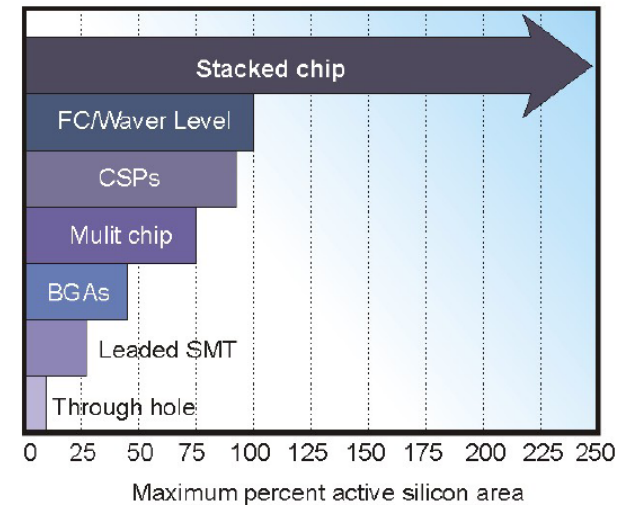 Stacked chip
FC/Waver Level
CSPs
Mulit chip
BGAs
Leaded SMT
Through hole
0 25 50 75 100 125 150 175 200 225 250
Maximum percent active silicon area